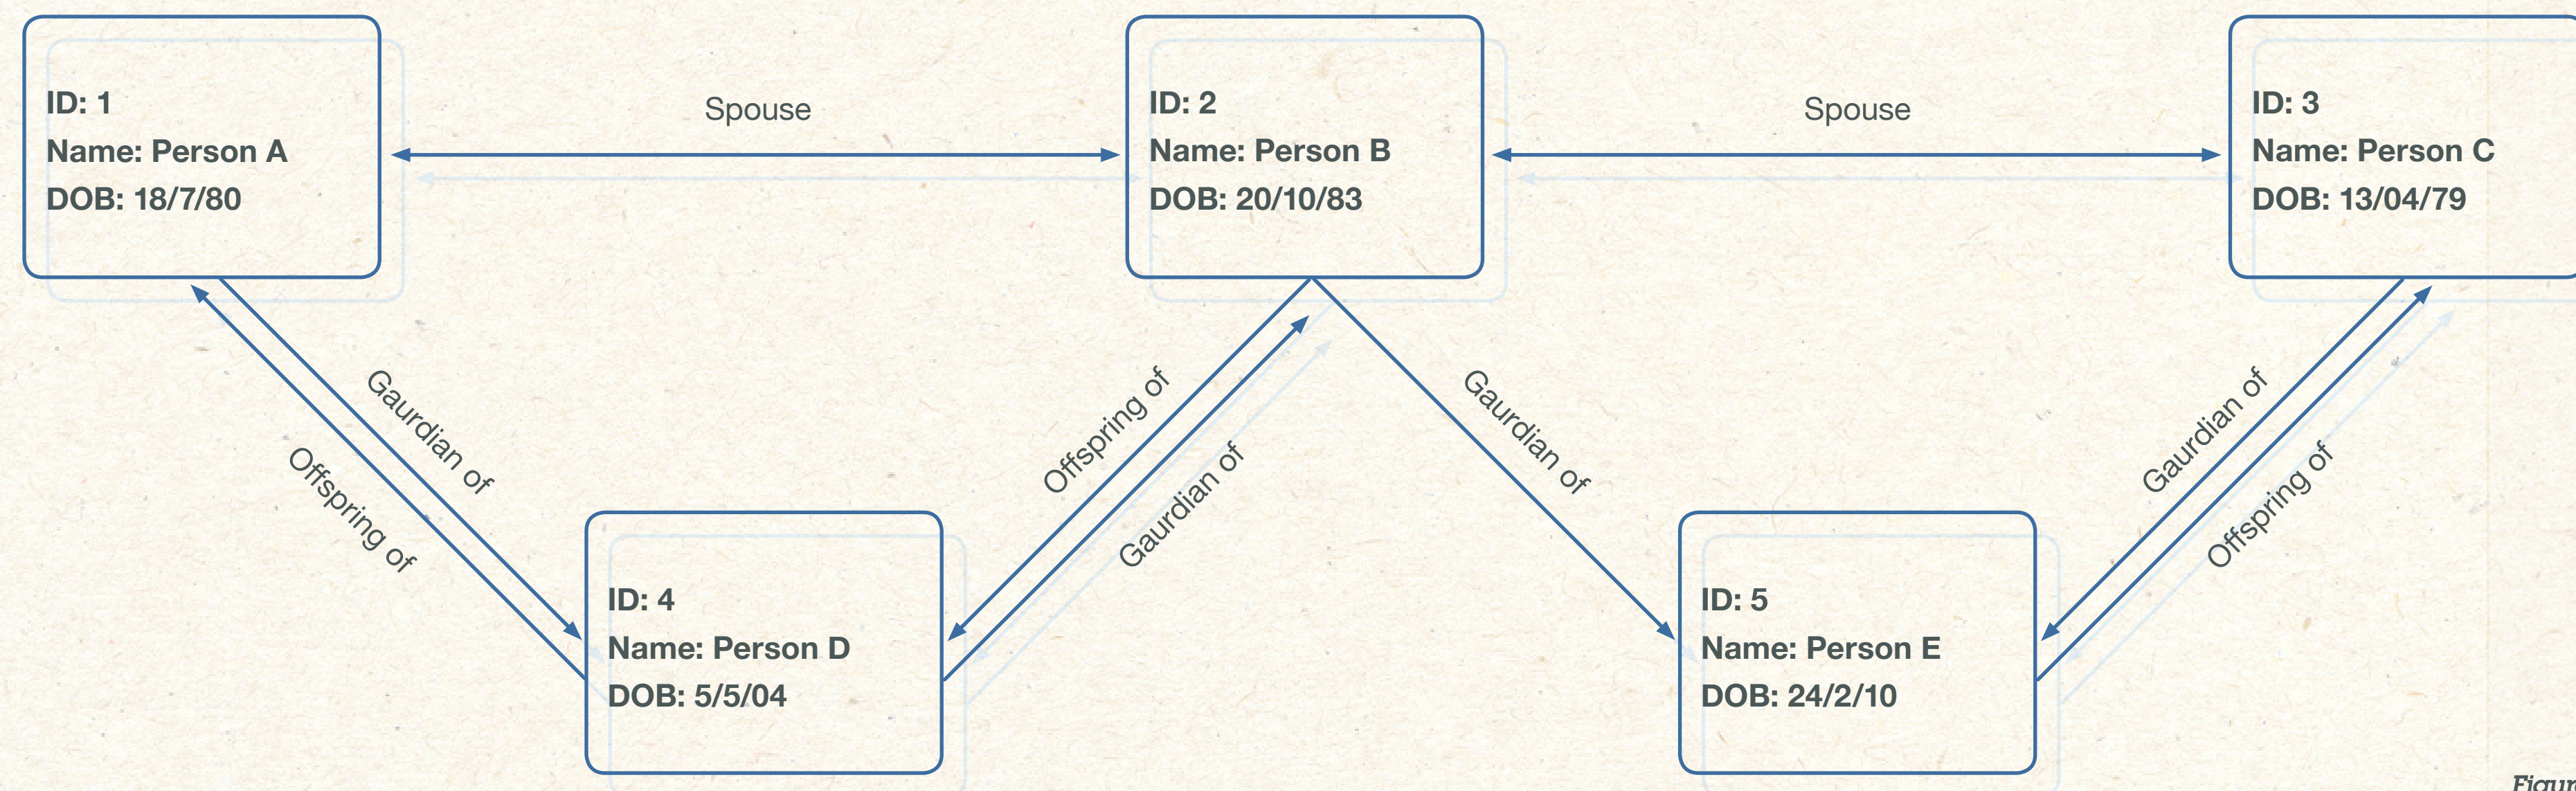 ID: 1
Name: Person A
DOB: 18/7/80
Spouse
ID: 2
Name: Person B
DOB: 20/10/83
Spouse
ID: 3
Name: Person C
DOB: 13/04/79
Gaurdian of
Offspring of
Offspring of
Gaurdian of
Gaurdian of
Gaurdian of
Offspring of
ID: 4
Name: Person D
DOB: 5/5/04
ID: 5
Name: Person E
DOB: 24/2/10